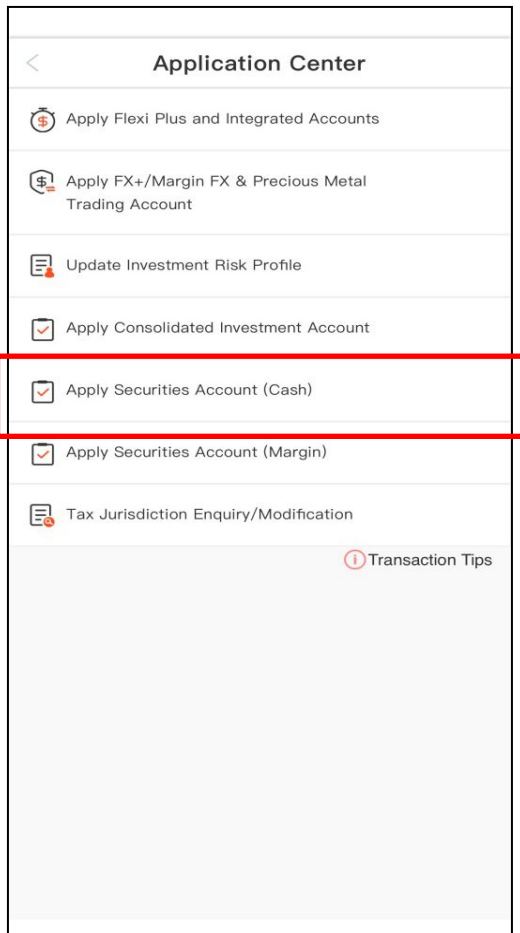 Application Center
Apply Flexi Plus and Integrated Accounts
Apply FX+/Margin FX & Precious Metal
Trading Account
Update Investment Risk Profile
Apply Consolidated Investment Account
Apply Securities Account (Cash)
Apply Securities Account (Margin)
Tax Jurisdiction Enquiry/Modification
Transaction Tips